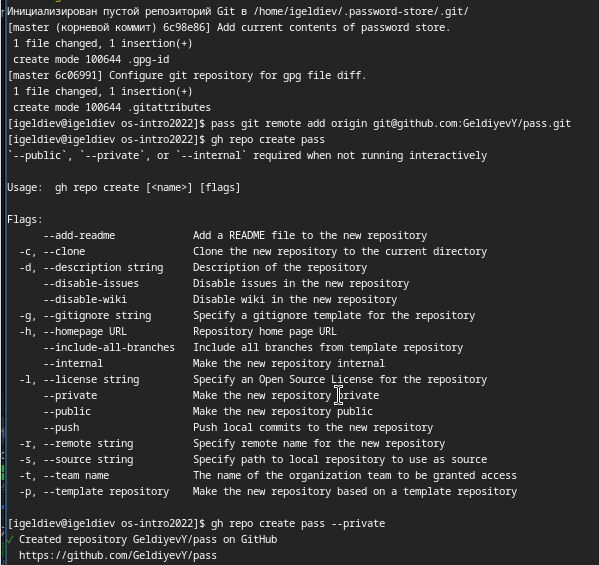 Инициализирован пустой репозиторий Git в /home/igeldiev/.password-store/.git/
[master (корневой коммит) 6c98e86] Add current contents of password store.
 1 file changed, 1 insertion(+)
 create mode 100644 .gpg-id
[master 6c06991] Configure git repository for gpg file diff.
 1 file changed, 1 insertion(+)
 create mode 100644 .gitattributes
[igeldiev@igeldiev os-intro2022]$ pass git remote add origin git@github.com:GeldiyevY/pass.git
[igeldiev@igeldiev os-intro2022]$ gh repo create pass
`--public`, `--private`, or `--internal` required when not running interactively

Usage:  gh repo create [<name>] [flags]

Flags:
      --add-readme             Add a README file to the new repository
  -c, --clone                  Clone the new repository to the current directory
  -d, --description string     Description of the repository
      --disable-issues         Disable issues in the new repository
      --disable-wiki           Disable wiki in the new repository
  -g, --gitignore string       Specify a gitignore template for the repository
  -h, --homepage URL           Repository home page URL
      --include-all-branches   Include all branches from template repository
      --internal               Make the new repository internal
  -l, --license string         Specify an Open Source License for the repository
      --private                Make the new repository private
      --public                 Make the new repository public
      --push                   Push local commits to the new repository
  -r, --remote string          Specify remote name for the new repository
  -s, --source string          Specify path to local repository to use as source
  -t, --team name              The name of the organization team to be granted access
  -p, --template repository    Make the new repository based on a template repository

[igeldiev@igeldiev os-intro2022]$ gh repo create pass --private
✓ Created repository GeldiyevY/pass on GitHub
  https://github.com/GeldiyevY/pass